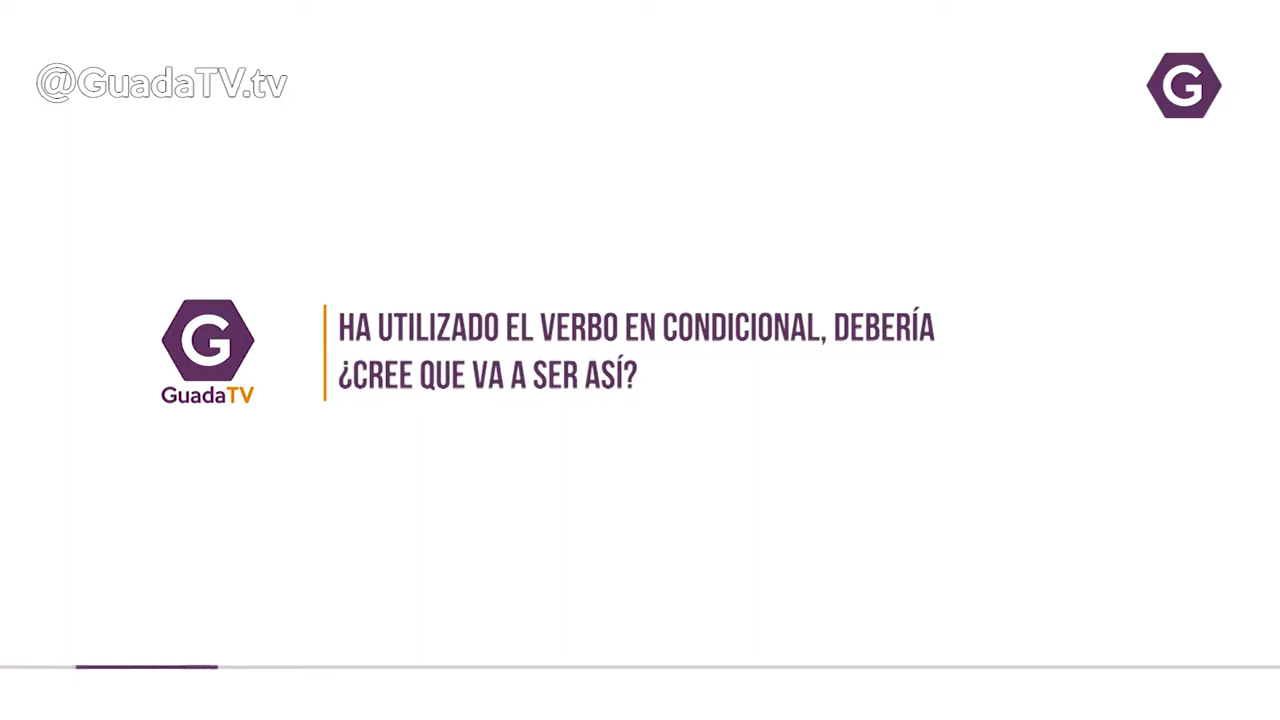 @GuadaTV.tv
G
G
GuadaTV
HA UTILIZADO EL VERBO EN CONDICIONAL, DEBERÍA
¿CREE QUE VA A SER ASÍ?